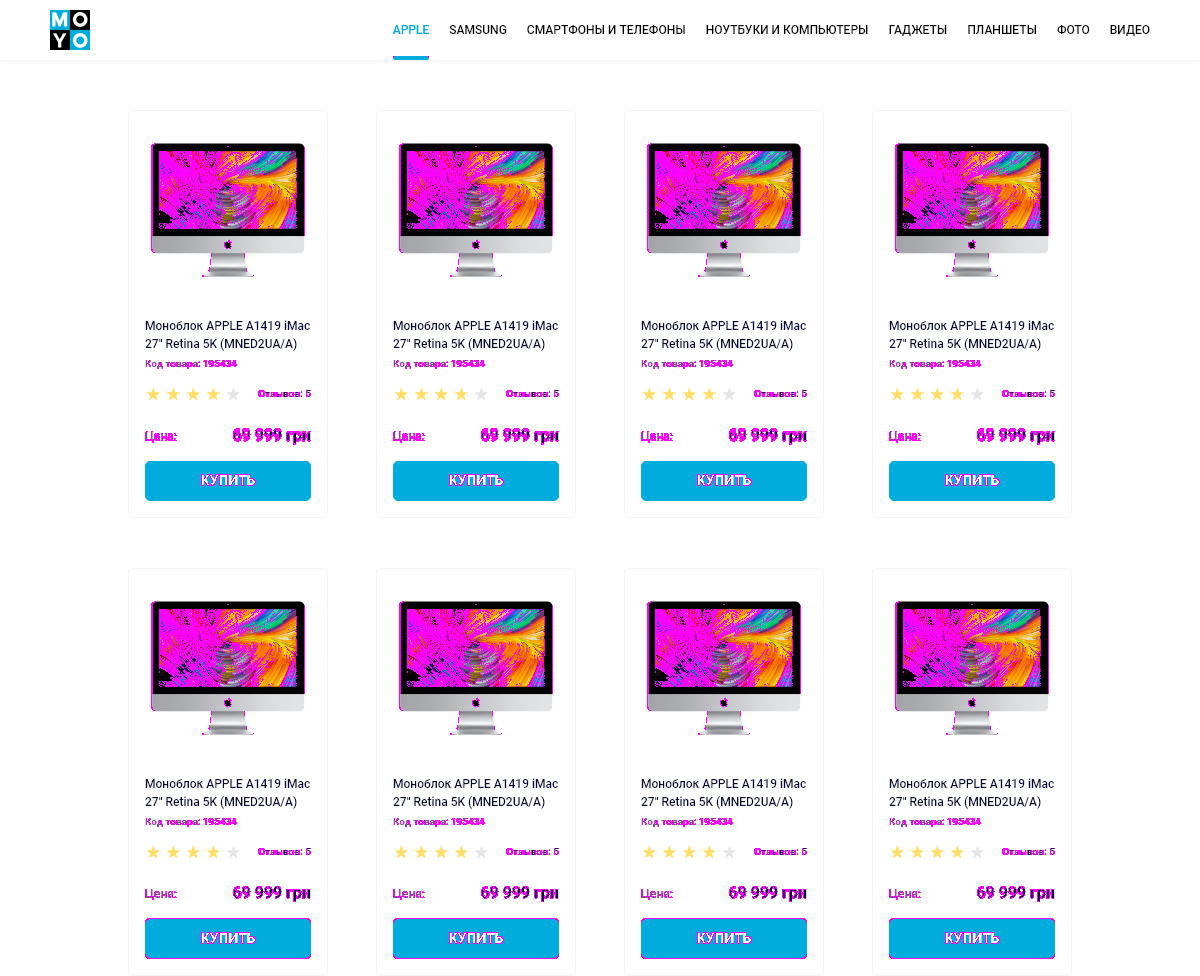 MO
YO
APPLE SAMSUNG СМАРТФОНЫ И ТЕЛЕФОНЫ НОУТБУКИ И КОМПЬЮТЕРЫ ГАДЖЕТЫ ПЛАНШЕТЫ ФОТО ВИДЕО
Моноблок APPLE A1419 iMac Моноблок APPLE A1419 iMac Моноблок APPLE A1419 iMac Моноблок APPLE A1419 iMac
27" Retina 5K (MNED2UA/A) 27" Retina 5K (MNED2UA/A) 27" Retina 5K (MNED2UA/A) 27" Retina 5K (MNED2UA/A)
Код товара: 195434 Код товара: 195434 Код товара: 195434 Код товара: 195434
Отзывов: 5 Отзывов: 5 Отзывов: 5 Отзывов: 5
Цена: 69 999 грн Цена: 69 999 грн Цена: 69 999 грн Цена: 69 999 грн
КУПИТЬ КУПИТЬ КУПИТЬ КУПИТЬ
Моноблок APPLE A1419 iMac Моноблок APPLE A1419 iMac Моноблок APPLE A1419 iMac Моноблок APPLE A1419 iMac
27" Retina 5K (MNED2UA/A) 27" Retina 5K (MNED2UA/A) 27" Retina 5K (MNED2UA/A) 27" Retina 5K (MNED2UA/A)
Код товара: 195434 Код товара: 195434 Код товара: 195434 Код товара: 195434
Отзывов: 5 Отзывов: 5 Отзывов: 5 Отзывов: 5
Цена: 69 999 грн Цена: 69 999 грн Цена: 69 999 грн Цена: 69 999 грн
КУПИТЬ КУПИТЬ КУПИТЬ КУПИТЬ